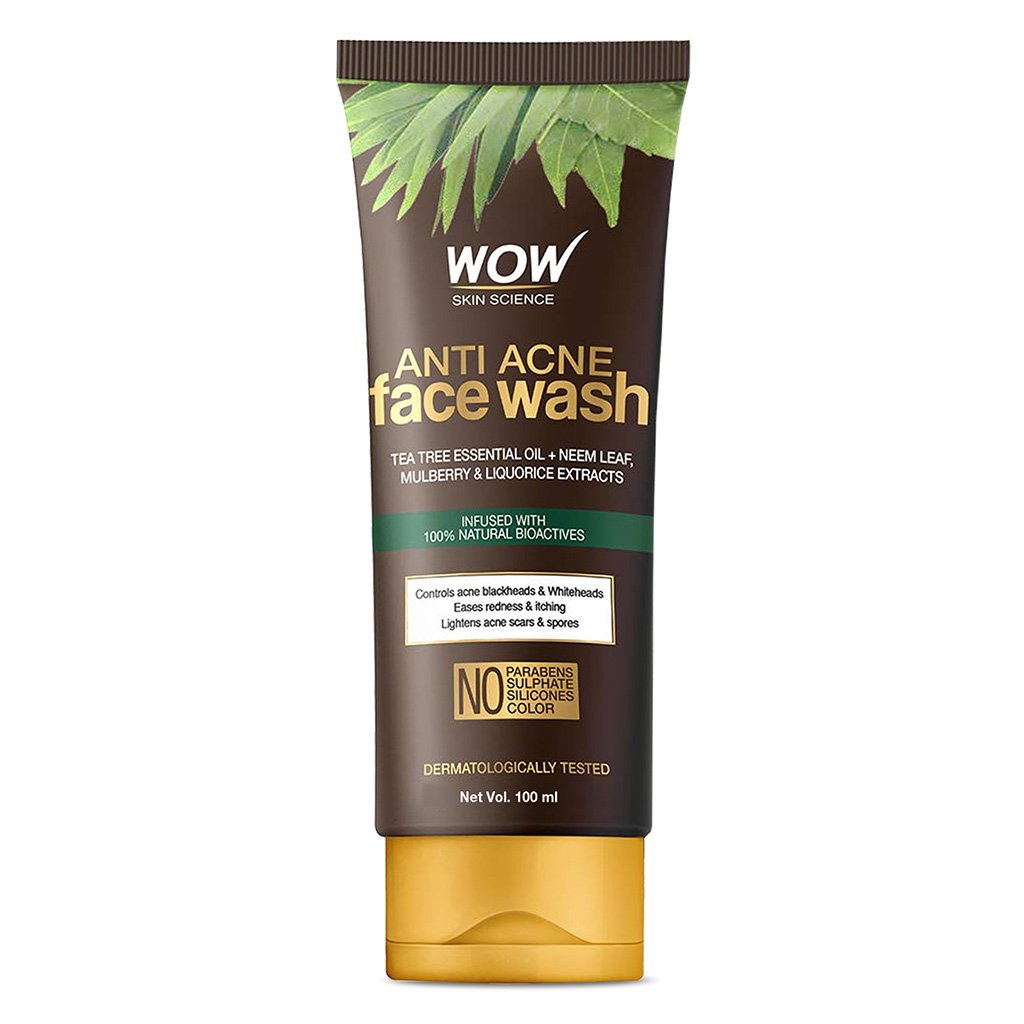 WOW
SKIN SCIENCE
ANTI ACNE
face wash
TEA TREE ESSENTIAL OIL + NEEM LEAF,
MULBERRY & LIQUORICE EXTRACTS
INFUSED WITH
100% NATURAL BIOACTIVES
Controls acne blackheads & Whiteheads
Eases redness & itching
Lightens acne scars & spores
NO
PARABENS
SULPHATE
SILICONES
COLOR
DERMATOLOGICALLY TESTED
Net Vol. 100 ml